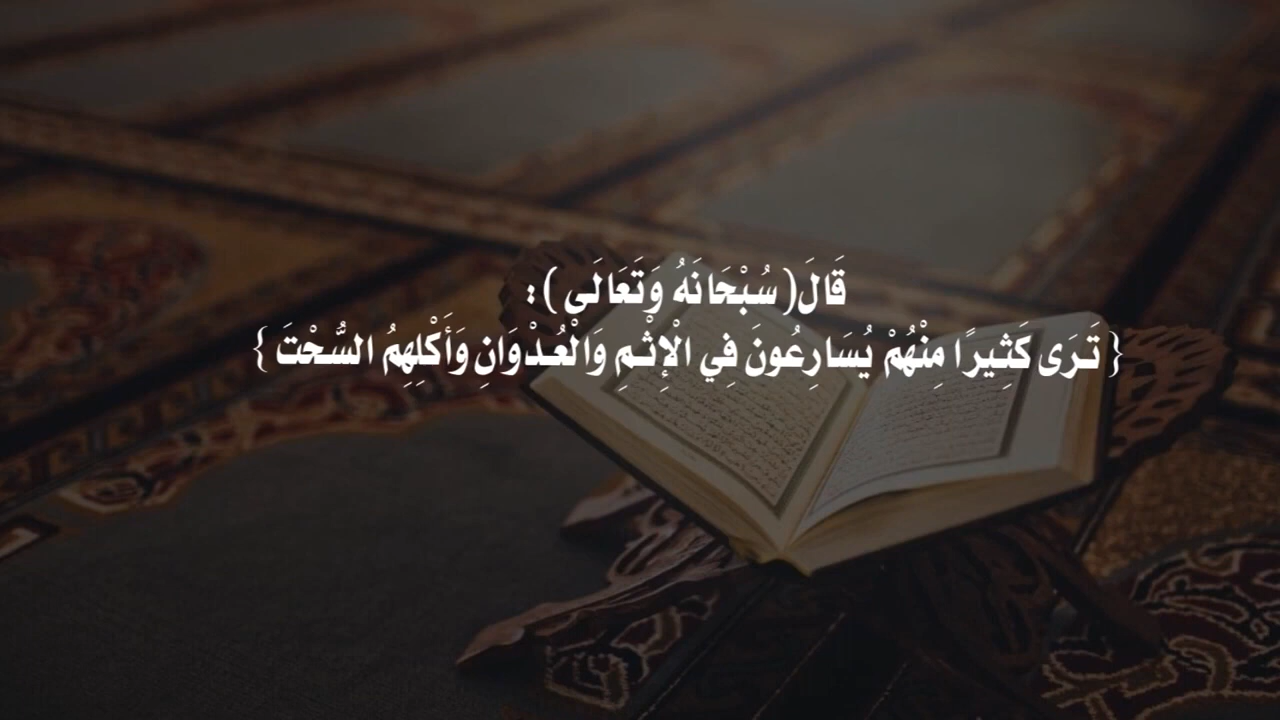 قَالَ( سُبْحَانَهُ وَتَعَالَى ) :
{ تَرَى كَثِيرًا مِنْهُمْ يُسَارِعُونَ فِي الْإِثْمِ وَالْعُدْوَانِ وَأَكْلِهِمُ السُّحْتَ }